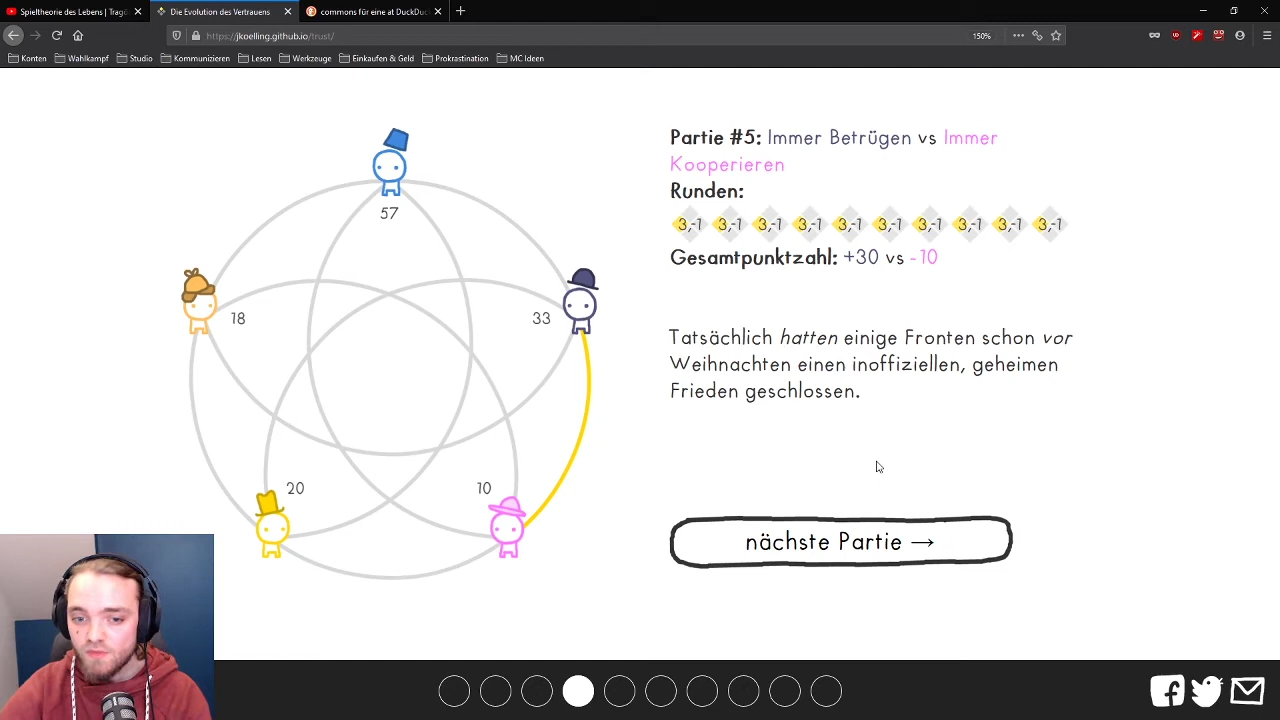 Spieltheorie des Lebens | Tragö
Die Evolution des Vertrauens
commons für eine at DuckDuc
https://jkoelling.github.io/trust/
150%
Konten
Wahlkampf
Studio
Kommunizieren
Lesen
Werkzeuge
Einkaufen & Geld
Prokrastination
MC Ideen
57
18
33
20
10
Partie #5: Immer Betrügen vs Immer
Kooperieren
Runden:
3,-1 3,-1 3,-1 3,-1 3,-1 3,-1 3,-1 3,-1 3,-1 3,-1
Gesamtpunktzahl: +30 vs -10
Tatsächlich hatten einige Fronten schon vor
Weihnachten einen inoffiziellen, geheimen
Frieden geschlossen.
nächste Partie →